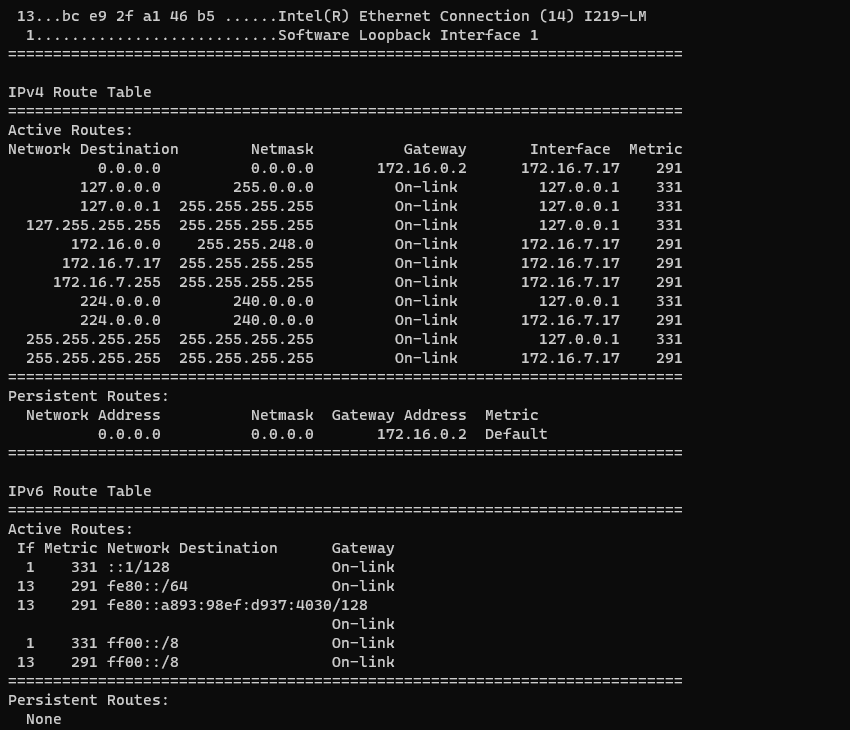 13...bc e9 2f a1 46 b5 ......Intel(R) Ethernet Connection (14) I219-LM
  1...........................Software Loopback Interface 1
===========================================================================

IPv4 Route Table
===========================================================================
Active Routes:
Network Destination        Netmask          Gateway       Interface  Metric
          0.0.0.0          0.0.0.0       172.16.0.2      172.16.7.17    291
        127.0.0.0        255.0.0.0         On-link         127.0.0.1    331
        127.0.0.1  255.255.255.255         On-link         127.0.0.1    331
  127.255.255.255  255.255.255.255         On-link         127.0.0.1    331
       172.16.0.0    255.255.248.0         On-link       172.16.7.17    291
      172.16.7.17  255.255.255.255         On-link       172.16.7.17    291
     172.16.7.255  255.255.255.255         On-link       172.16.7.17    291
        224.0.0.0        240.0.0.0         On-link         127.0.0.1    331
        224.0.0.0        240.0.0.0         On-link       172.16.7.17    291
  255.255.255.255  255.255.255.255         On-link         127.0.0.1    331
  255.255.255.255  255.255.255.255         On-link       172.16.7.17    291
===========================================================================
Persistent Routes:
  Network Address          Netmask  Gateway Address  Metric
          0.0.0.0          0.0.0.0       172.16.0.2  Default
===========================================================================

IPv6 Route Table
===========================================================================
Active Routes:
 If Metric Network Destination      Gateway
  1    331 ::1/128                  On-link
 13    291 fe80::/64                On-link
 13    291 fe80::a893:98ef:d937:4030/128
                                    On-link
  1    331 ff00::/8                 On-link
 13    291 ff00::/8                 On-link
===========================================================================
Persistent Routes:
  None